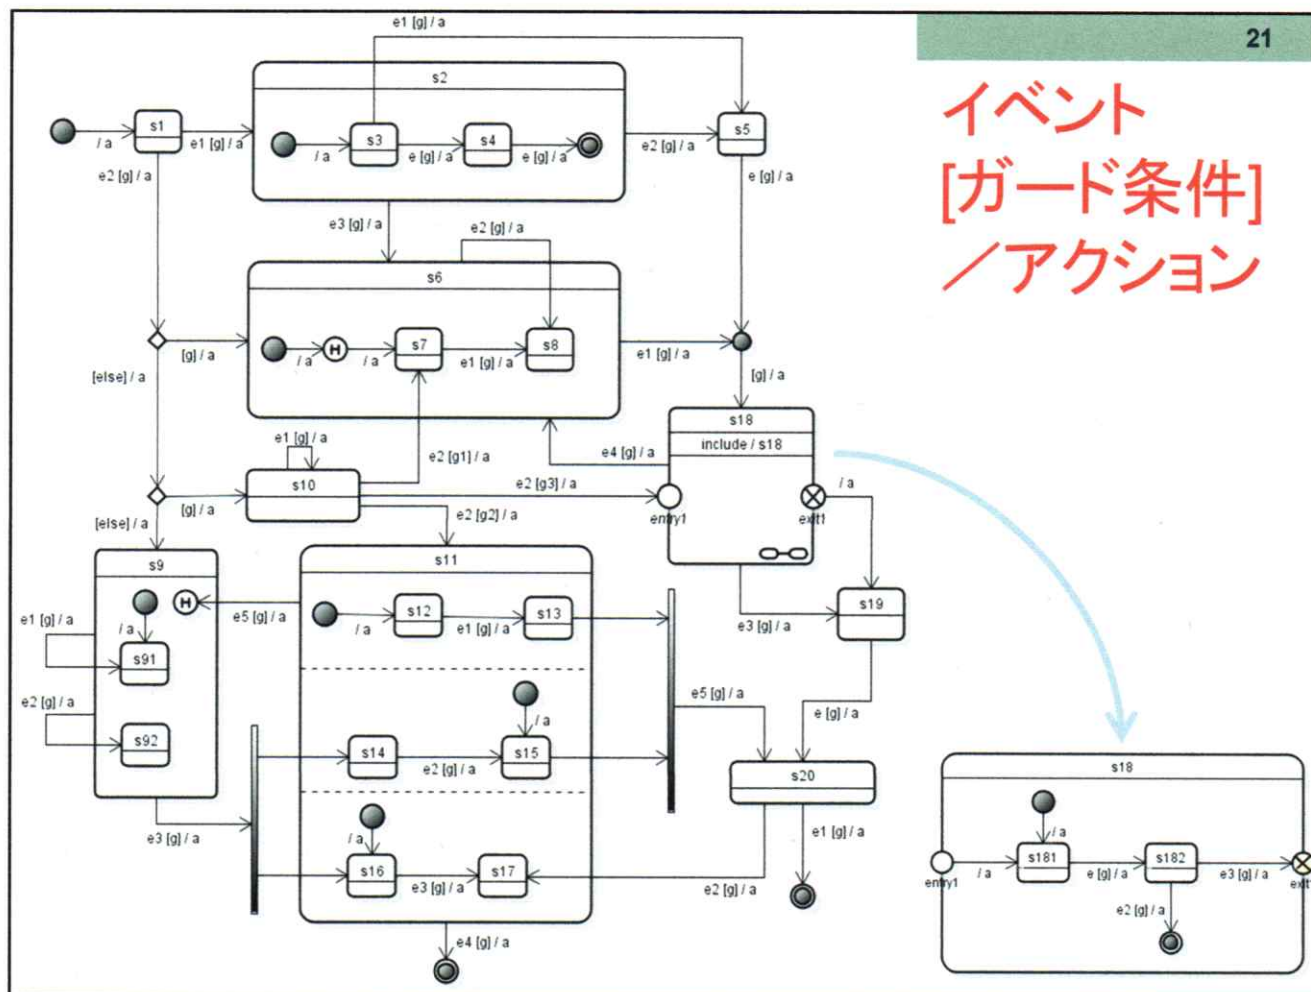 21
イベント
[ガード条件]
／アクション
e1 [g] / a
s2
s1
/ a
e1 [g] / a
/ a
s3
e [g] / a
s4
e [g] / a
e2 [g] / a
s5
e2 [g] / a
e [g] / a
e3 [g] / a
e2 [g] / a
s6
[g] / a
/ a
H
/ a
s7
e1 [g] / a
s8
e1 [g] / a
[else] / a
[g] / a
s18
include / s18
e1 [g] / a
e2 [g1] / a
e4 [g] / a
s10
[g] / a
e2 [g3] / a
entry1
exit1
/ a
[else] / a
e2 [g2] / a
s9
s11
H
e5 [g] / a
s12
/ a
e1 [g] / a
s13
e3 [g] / a
s19
e1 [g] / a
/ a
s91
e2 [g] / a
s92
/ a
s14
e2 [g] / a
s15
e5 [g] / a
e [g] / a
s20
e3 [g] / a
/ a
s16
e3 [g] / a
s17
e2 [g] / a
e1 [g] / a
e4 [g] / a
s18
entry1
/ a
/ a
s181
e [g] / a
s182
e3 [g] / a
e2 [g] / a
exit1